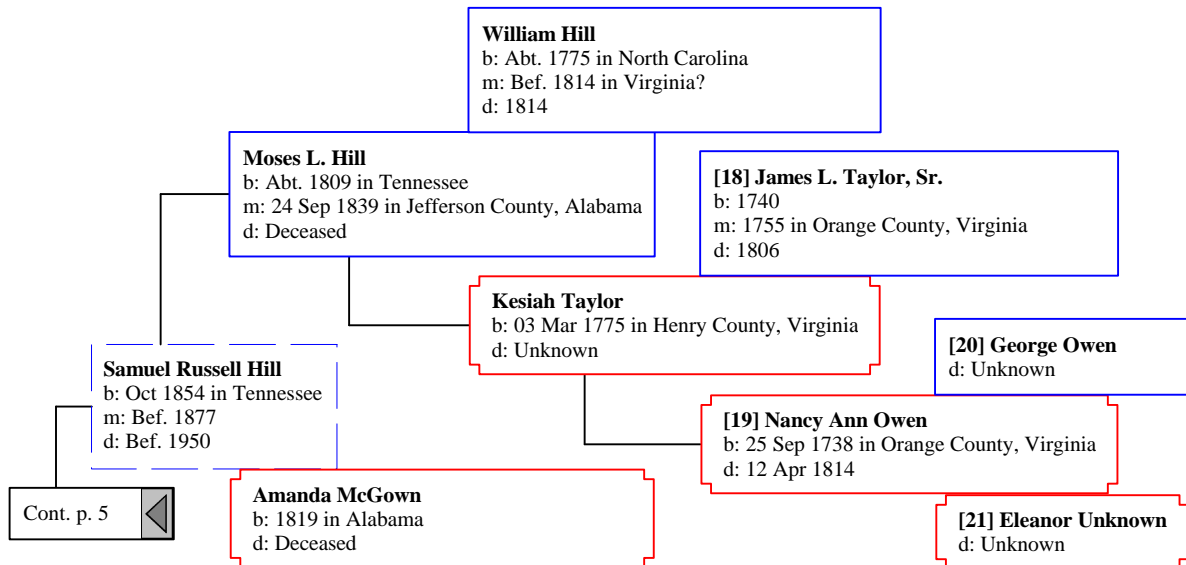 William Hill
b: Abt. 1775 in North Carolina
m: Bef. 1814 in Virginia?
d: 1814
Moses L. Hill
b: Abt. 1809 in Tennessee
m: 24 Sep 1839 in Jefferson County, Alabama
d: Deceased
[18] James L. Taylor, Sr.
b: 1740
m: 1755 in Orange County, Virginia
d: 1806
Kesiah Taylor
b: 03 Mar 1775 in Henry County, Virginia
d: Unknown
[20] George Owen
d: Unknown
Samuel Russell Hill
b: Oct 1854 in Tennessee
m: Bef. 1877
d: Bef. 1950
[19] Nancy Ann Owen
b: 25 Sep 1738 in Orange County, Virginia
d: 12 Apr 1814
Cont. p. 5
Amanda McGown
b: 1819 in Alabama
d: Deceased
[21] Eleanor Unknown
d: Unknown